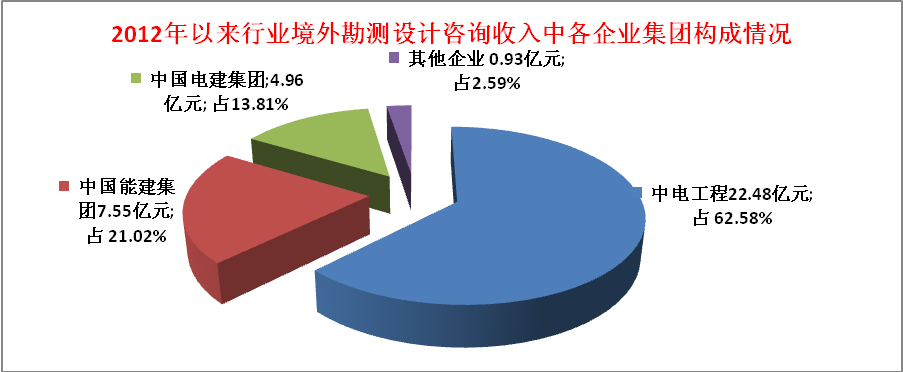 2012年以来行业境外勘测设计咨询收入中各企业集团构成情况
其他企业 0.93亿元;
占2.59%
中国电建集团;4.96
亿元; 占13.81%
中国能建集
团7.55亿元;
占 21.02%
中电工程22.48亿元;
占 62.58%